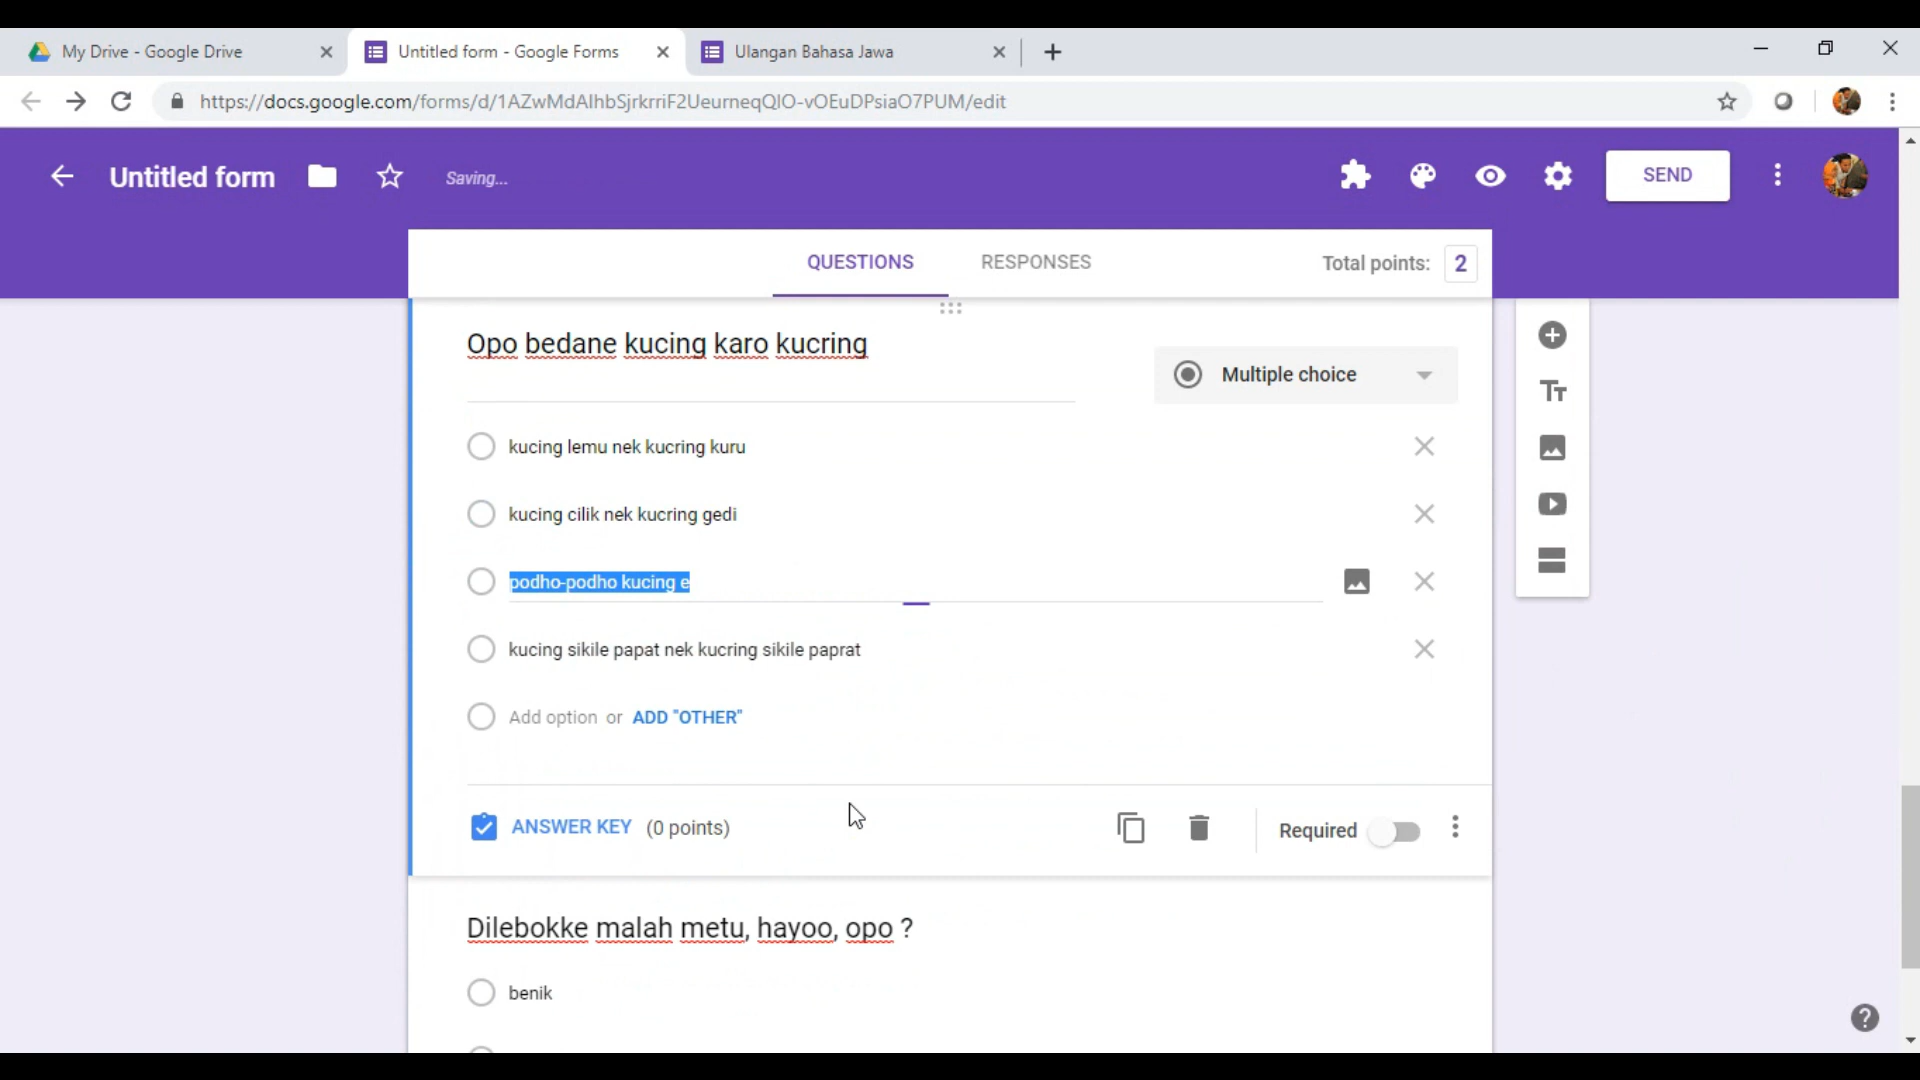 My Drive - Google Drive
Untitled form - Google Forms
Ulangan Bahasa Jawa
https://docs.google.com/forms/d/1AZwMdAIhbSjrkrriF2UeurneqQIO-vOEuDPsiaO7PUM/edit
Untitled form
Saving...
SEND
QUESTIONS
RESPONSES
Total points: 2
Opo bedane kucing karo kucring
Multiple choice
kucing lemu nek kucring kuru
kucing cilik nek kucring gedi
podho-podho kucing e
kucing sikile papat nek kucring sikile paprat
Add option or ADD "OTHER"
ANSWER KEY (0 points)
Required
Dilebokke malah metu, hayoo, opo ?
benik